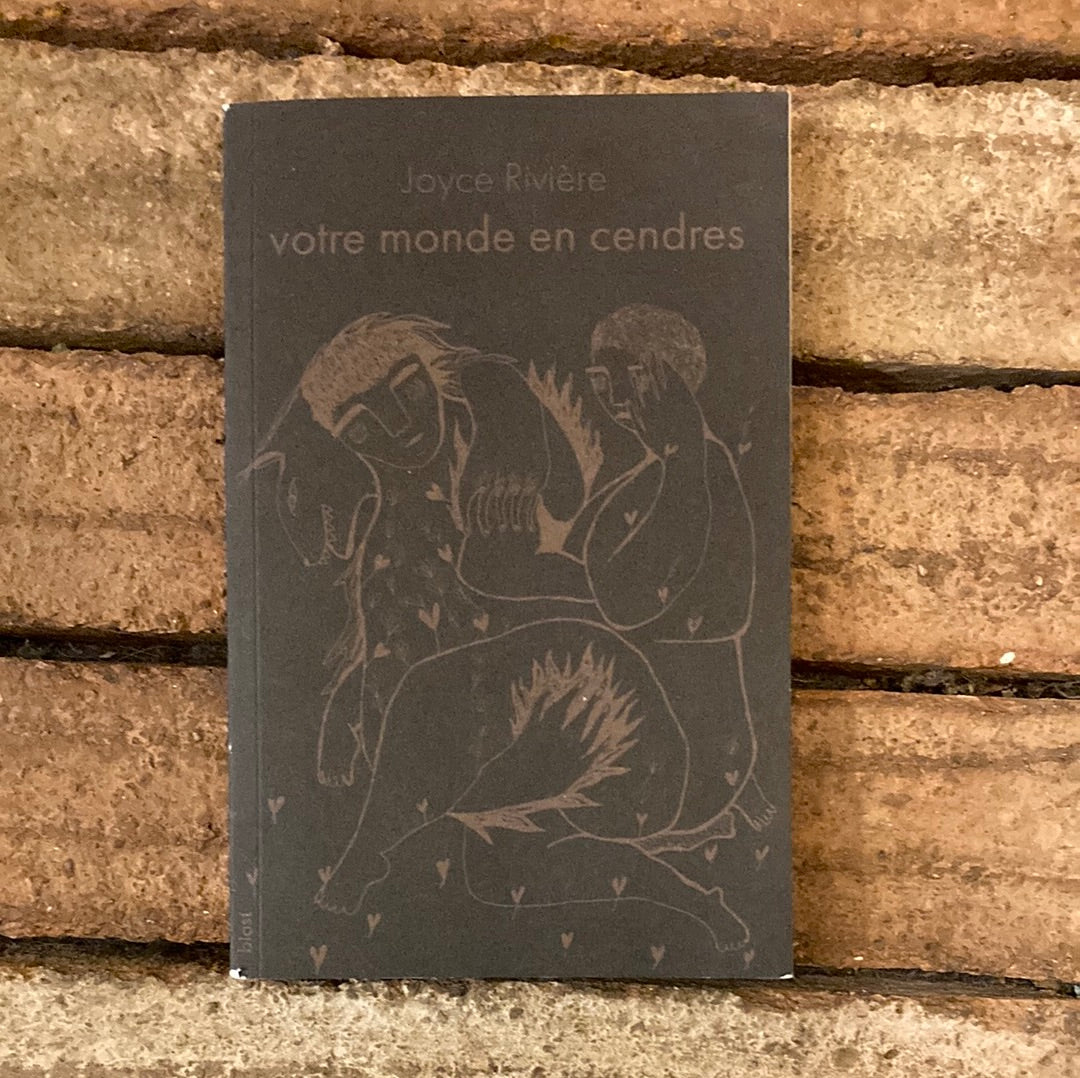 Joyce Rivière
votre monde en cendres
blast